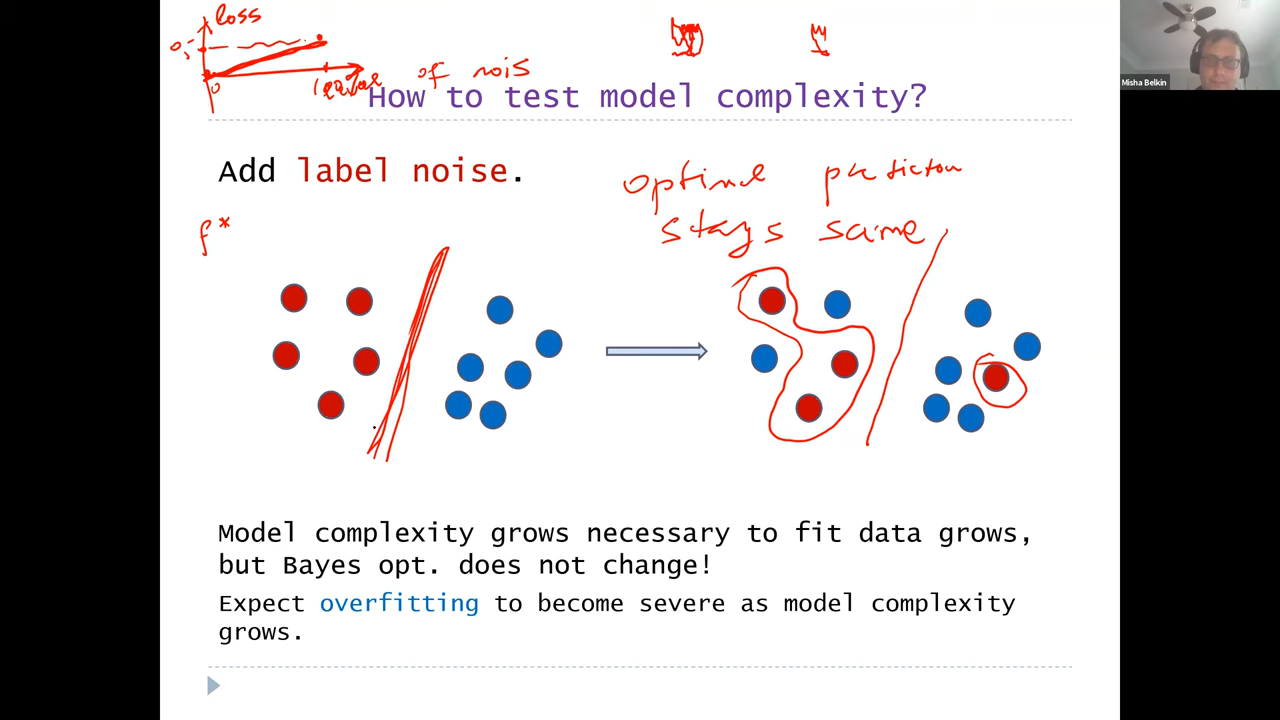 loss
0,
of nois
0
Misha Belkin
How to test model complexity?
Add label noise.
optimal
stays same
f*
Model complexity grows necessary to fit data grows,
but Bayes opt. does not change!
Expect overfitting to become severe as model complexity
grows.